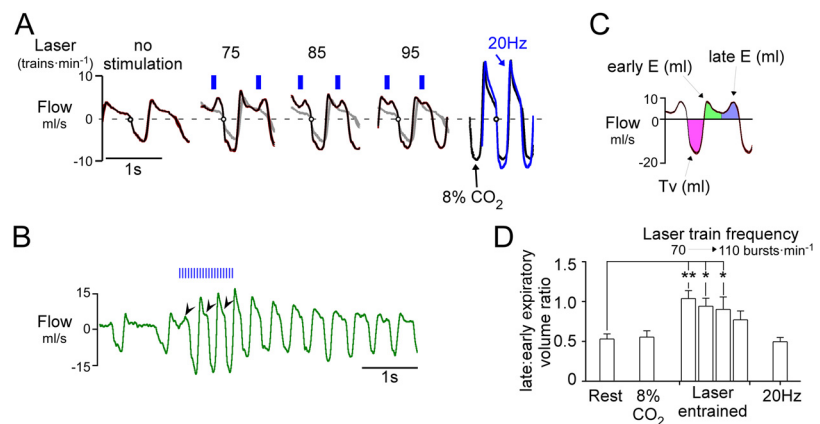 A
Laser
(trains·min-1)
no
stimulation
75
85
95
20Hz
10
Flow
ml/s
0
-10
1s
8% CO2
B
15
Flow
ml/s
0
-15
1s
C
early E (ml)
late E (ml)
10
Flow
0
ml/s
-20
Tv (ml)
D
Laser train frequency
70 110 bursts·min-1
** * *
late:early expiratory
volume ratio
1.5
1.0
0.5
0
Rest
8%
CO2
Laser
entrained
20Hz